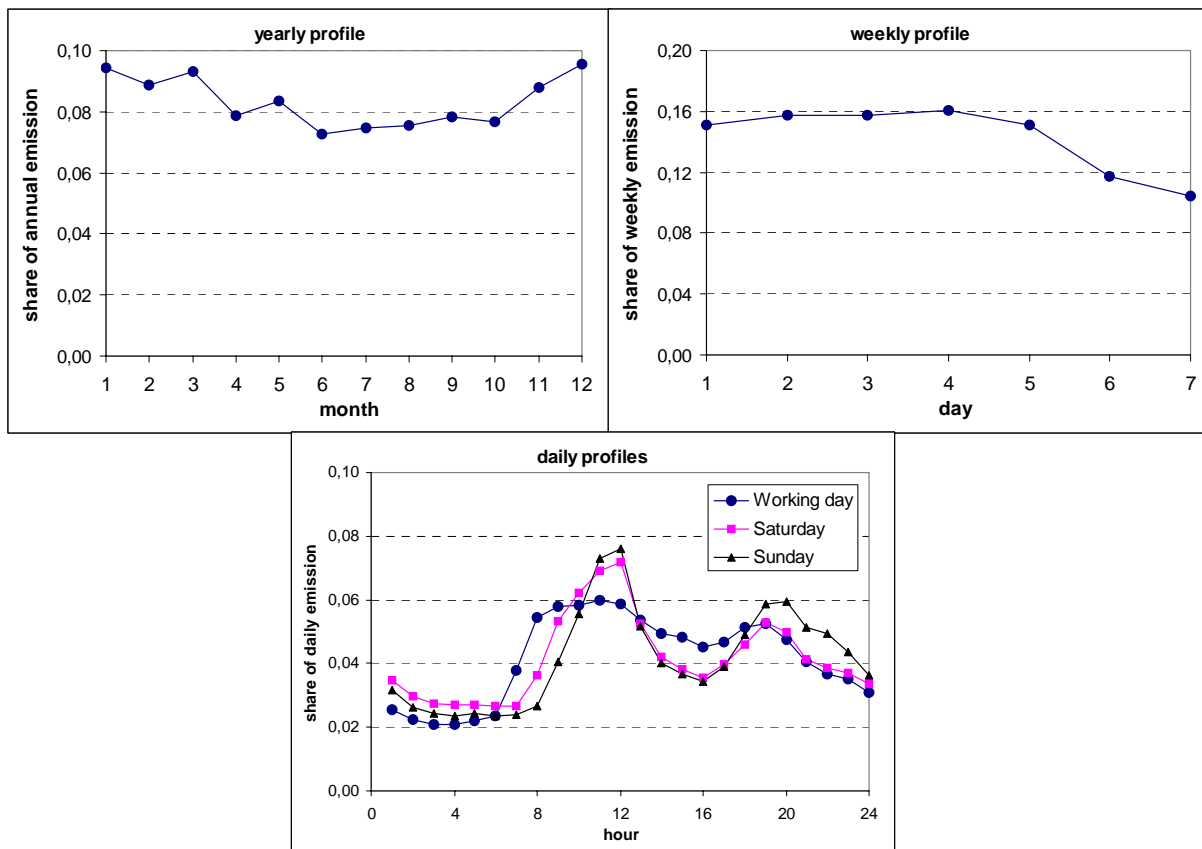 yearly profile
0,10
0,08
0,06
0,04
0,02
0,00
share of annual emission
1 2 3 4 5 6 7 8 9 10 11 12
month
weekly profile
0,20
0,16
0,12
0,08
0,04
0,00
share of weekly emission
1 2 3 4 5 6 7
day
daily profiles
0,10
0,08
0,06
0,04
0,02
0,00
share of daily emission
Working day
Saturday
Sunday
0 4 8 12 16 20 24
hour